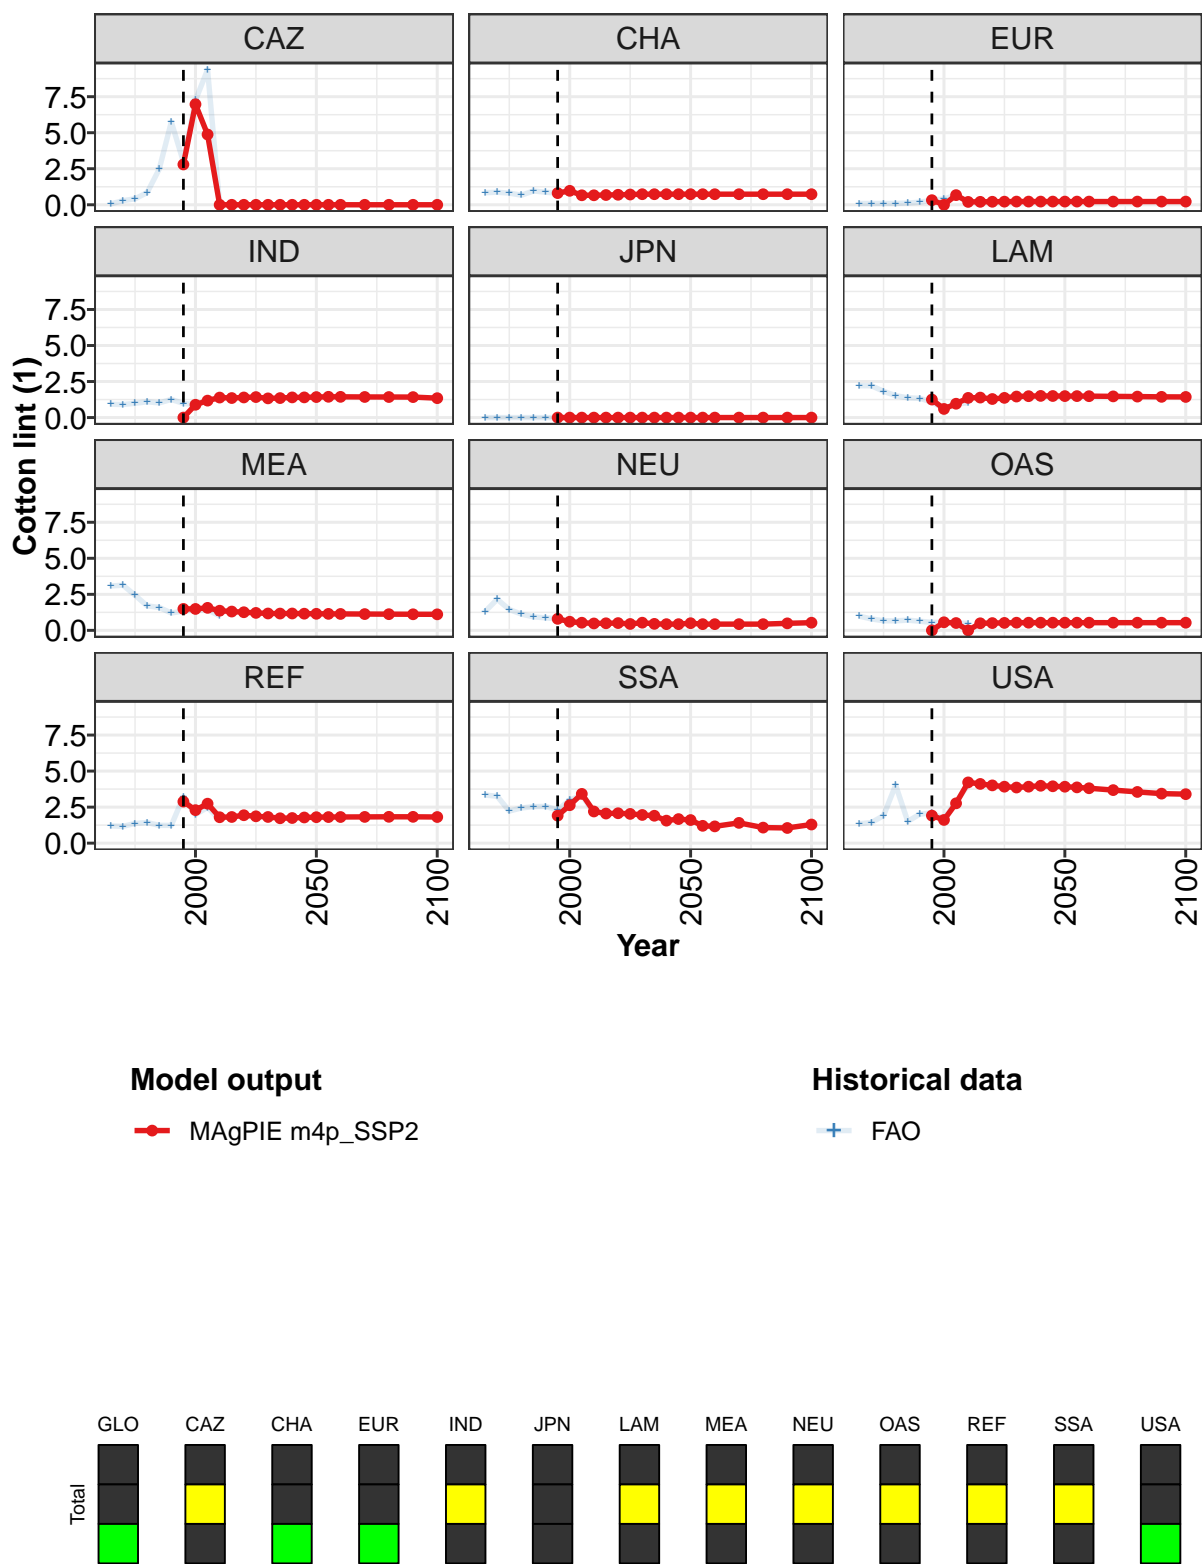 CAZ CHA EUR
7.5
5.0
2.5
0.0
IND JPN LAM
7.5
5.0
2.5
0.0
Cotton lint (1)
MEA NEU OAS
7.5
5.0
2.5
0.0
REF SSA USA
7.5
5.0
2.5
0.0
2000 2050 2100 2000 2050 2100 2000 2050 2100
Year
Model output Historical data
MAgPIE m4p_SSP2 FAO
GLO CAZ CHA EUR IND JPN LAM MEA NEU OAS REF SSA USA
Total